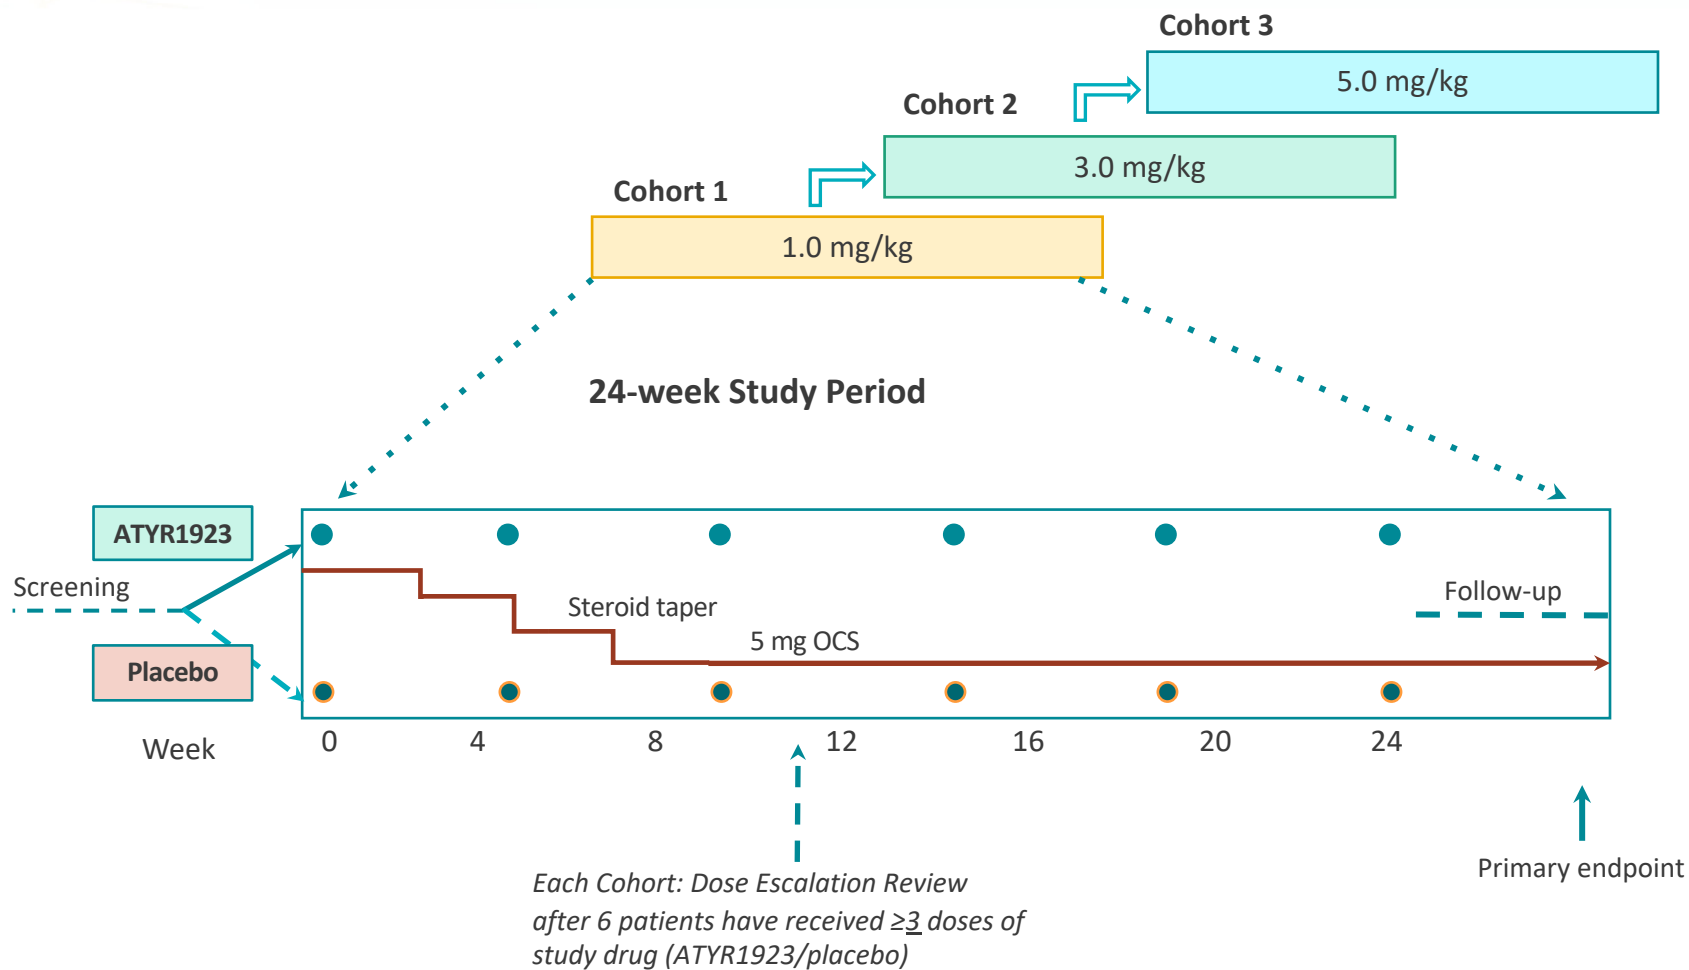 Cohort 3
5.0 mg/kg
Cohort 2
3.0 mg/kg
Cohort 1
1.0 mg/kg
24-week Study Period
ATYR1923
Screening
Placebo
Steroid taper
5 mg OCS
Follow-up
Week
0 4 8 12 16 20 24
Each Cohort: Dose Escalation Review
after 6 patients have received ≥3 doses of
study drug (ATYR1923/placebo)
Primary endpoint